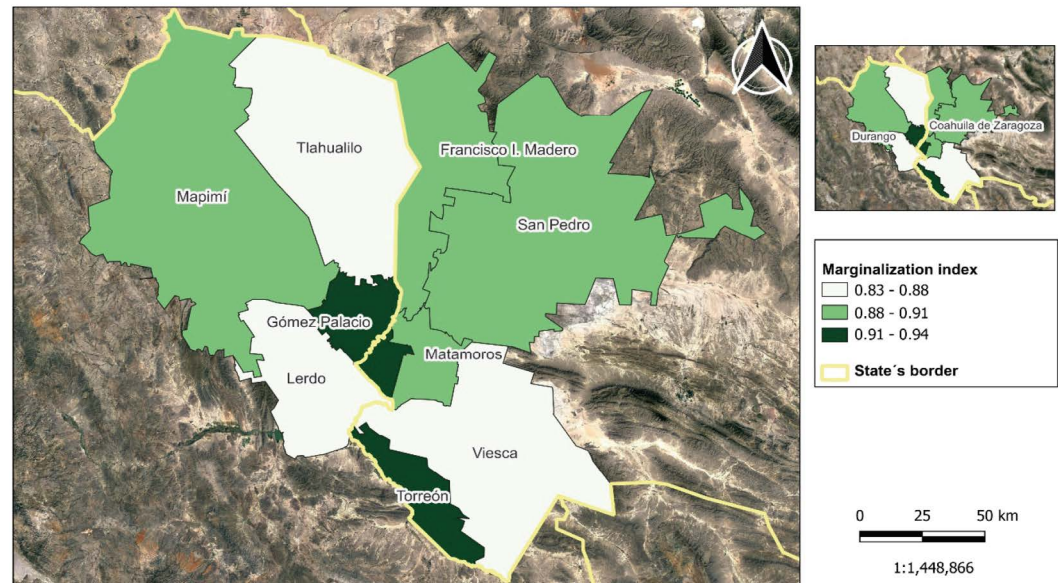 Tlahualilo
Francisco I. Madero
Mapimí
San Pedro
Gómez Palacio
Matamoros
Lerdo
Viesca
Torreón
Coahuila de Zaragoza
Durango
Marginalization index
0.83 - 0.88
0.88 - 0.91
0.91 - 0.94
State´s border
0 25 50 km
1:1,448,866